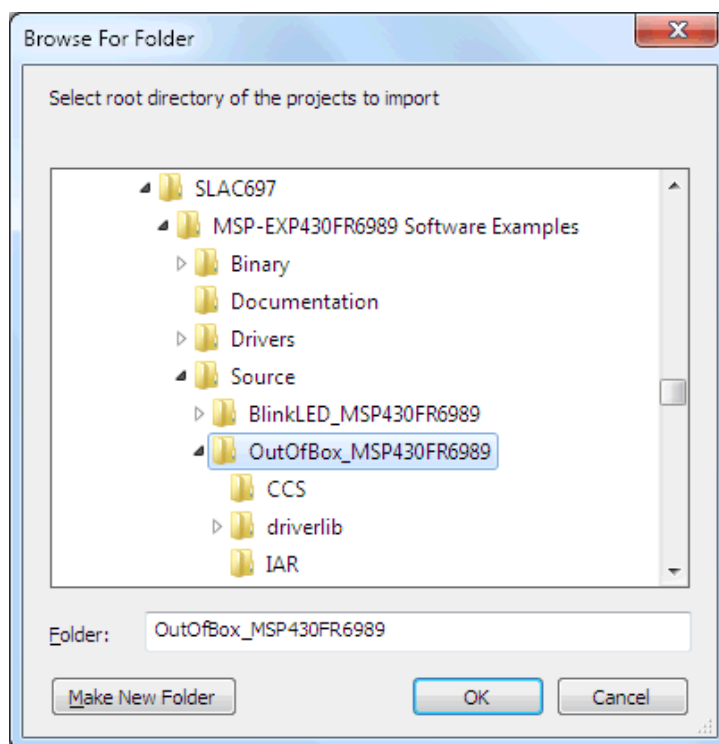 Browse For Folder
Select root directory of the projects to import
SLAC697
MSP-EXP430FR6989 Software Examples
Binary
Documentation
Drivers
Source
BlinkLED_MSP430FR6989
OutOfBox_MSP430FR6989
CCS
driverlib
IAR
Folder: OutOfBox_MSP430FR6989
Make New Folder OK Cancel